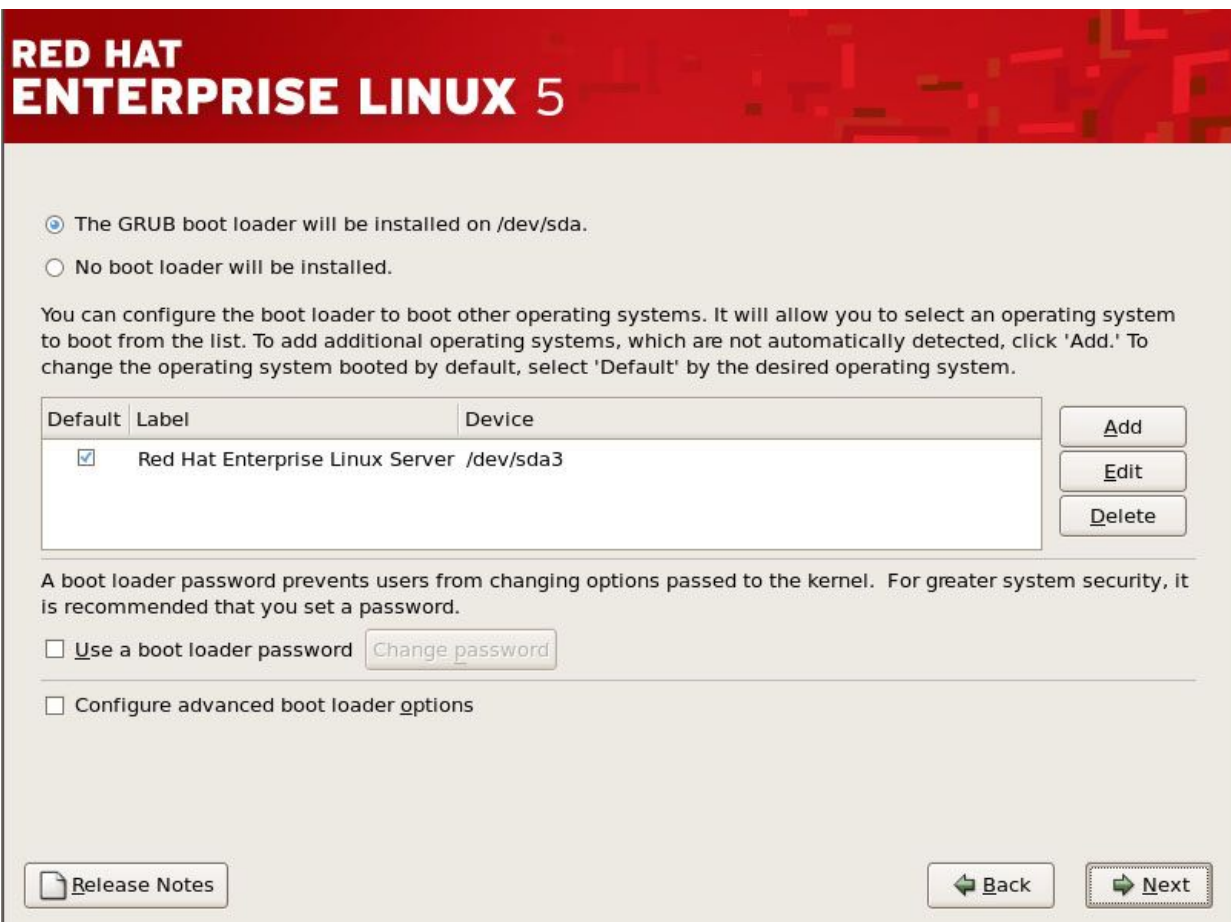 RED HAT
ENTERPRISE LINUX 5
The GRUB boot loader will be installed on /dev/sda.
No boot loader will be installed.
You can configure the boot loader to boot other operating systems. It will allow you to select an operating system
to boot from the list. To add additional operating systems, which are not automatically detected, click 'Add.' To
change the operating system booted by default, select 'Default' by the desired operating system.
Default Label Device
Red Hat Enterprise Linux Server /dev/sda3
Add
Edit
Delete
A boot loader password prevents users from changing options passed to the kernel.  For greater system security, it
is recommended that you set a password.
Use a boot loader password Change password
Configure advanced boot loader options
Release Notes Back Next